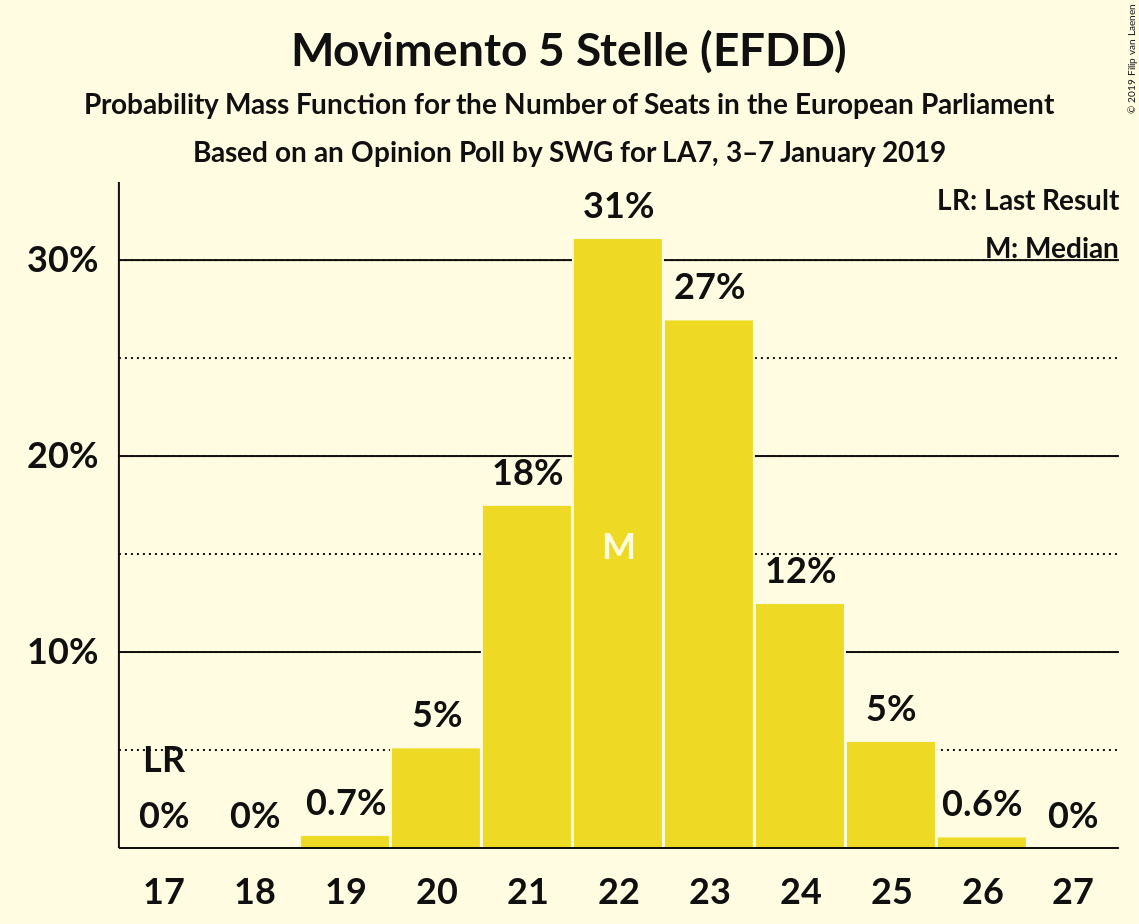 Movimento 5 Stelle (EFDD)
Probability Mass Function for the Number of Seats in the European Parliament
Based on an Opinion Poll by SWG for LA7, 3–7 January 2019
© 2019 Filip van Laenen
LR: Last Result
M: Median
31%
30%
27%
20%
18%
M
12%
10%
5%
5%
LR
0%
0%
0.7%
0.6%
0%
17 18 19 20 21 22 23 24 25 26 27